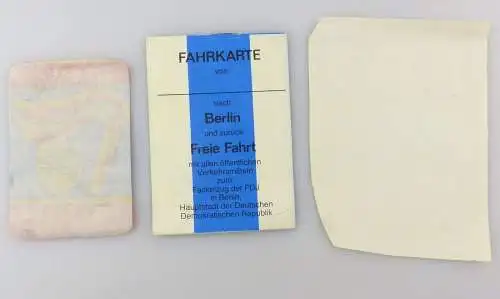 FAHRKARTE
von
nach
Berlin
und zurück
Freie Fahrt
mit allen öffentlichen
Verkehrsmitteln
zum
Fackelzug der FDJ
in Berlin,
Hauptstadt der Deutschen
Demokratischen Republik